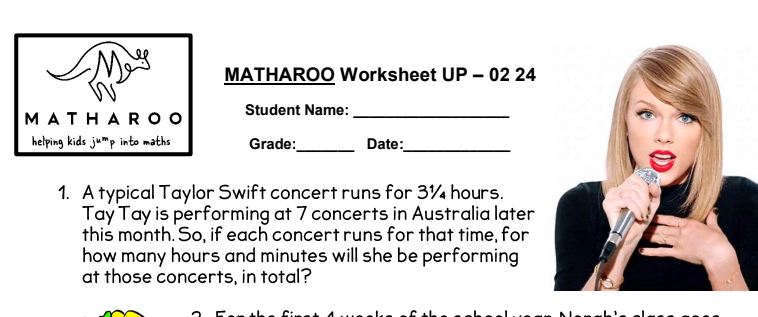 MATHAROO
helping kids jump into maths
MATHAROO Worksheet UP – 02 24
Student Name: ___________________
Grade:_______ Date:_____________
1. A typical Taylor Swift concert runs for 3¼ hours.
Tay Tay is performing at 7 concerts in Australia later
this month. So, if each concert runs for that time, for
how many hours and minutes will she be performing
at those concerts, in total?
2. For the first 4 weeks of the school year, Norah's class goes